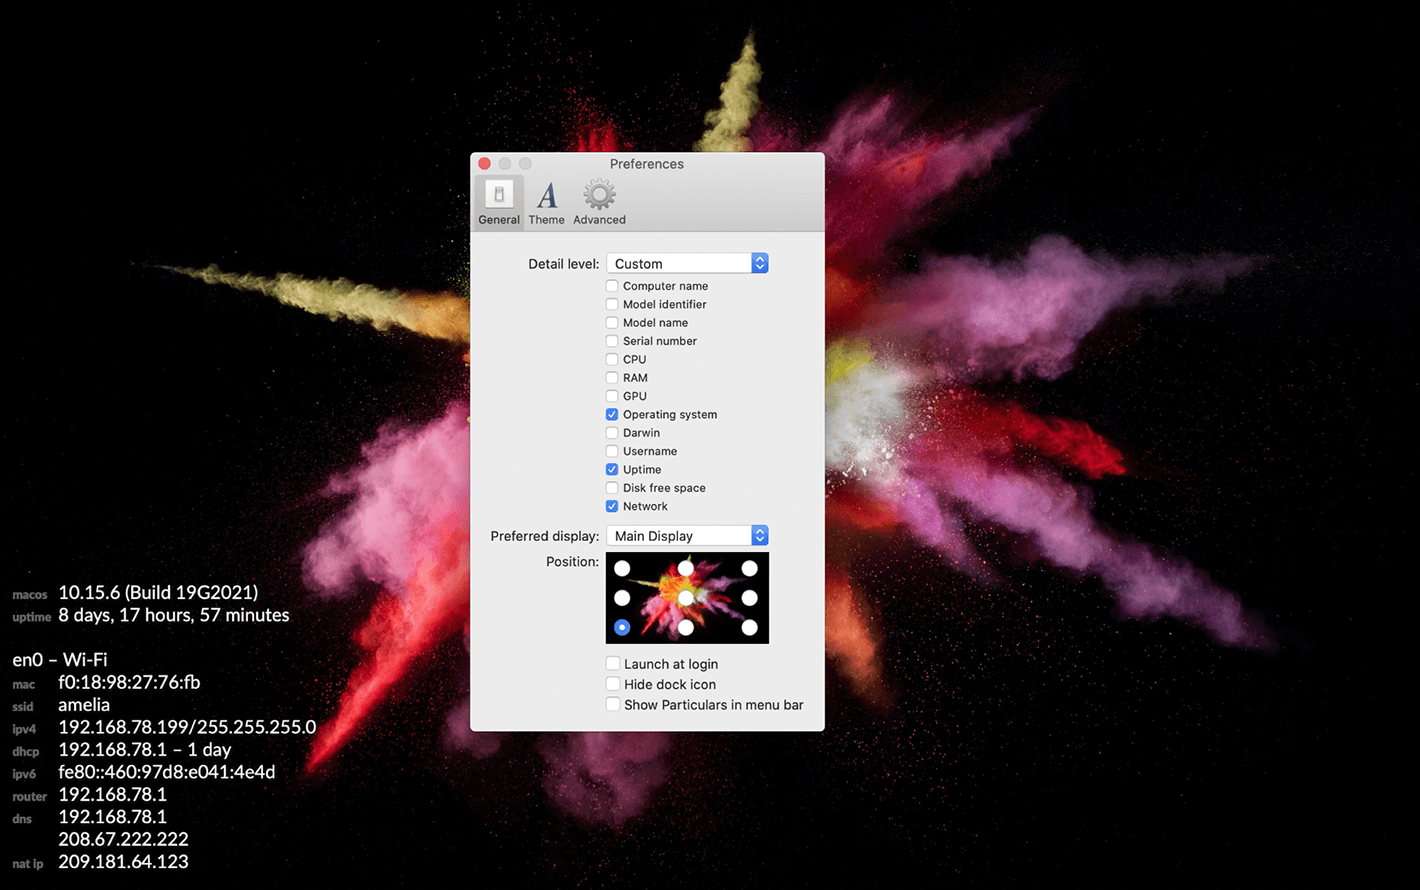 Preferences
General Theme Advanced
Detail level: Custom
Computer name
Model identifier
Model name
Serial number
CPU
RAM
GPU
Operating system
Darwin
Username
Uptime
Disk free space
Network
Preferred display: Main Display
Position:
Launch at login
Hide dock icon
Show Particulars in menu bar
macos 10.15.6 (Build 19G2021)
uptime 8 days, 17 hours, 57 minutes
en0 – Wi-Fi
mac f0:18:98:27:76:fb
ssid amelia
ipv4 192.168.78.199/255.255.255.0
dhcp 192.168.78.1 – 1 day
ipv6 fe80::460:97d8:e041:4e4d
router 192.168.78.1
dns 192.168.78.1
208.67.222.222
nat ip 209.181.64.123